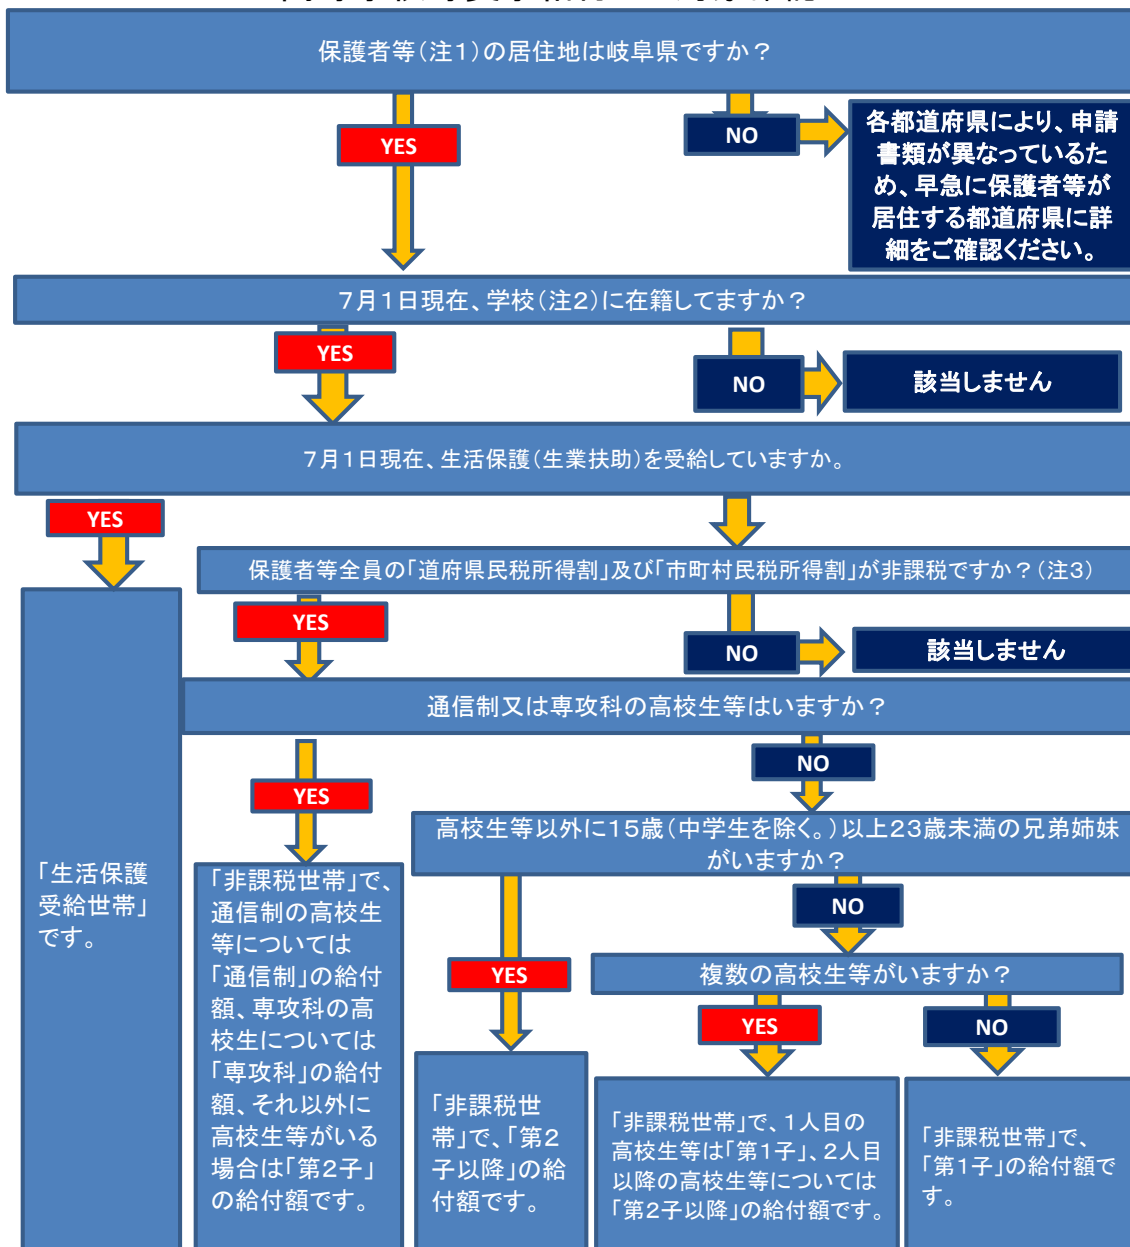 保護者等(注1)の居住地は岐阜県ですか?
YES
NO
各都道府県により、申請
書類が異なっているた
め、早急に保護者等が
居住する都道府県に詳
細をご確認ください。
7月1日現在、学校(注2)に在籍してますか?
YES
NO
該当しません
7月1日現在、生活保護(生業扶助)を受給していますか。
YES
保護者等全員の「道府県民税所得割」及び「市町村民税所得割」が非課税ですか?(注3)
YES
NO
該当しません
通信制又は専攻科の高校生等はいますか?
YES
NO
高校生等以外に15歳(中学生を除く。)以上23歳未満の兄弟姉妹
がいますか?
YES
NO
複数の高校生等がいますか?
YES
NO
「生活保護
受給世帯」
です。
「非課税世帯」で、
通信制の高校生
等については
「通信制」の給付
額、専攻科の高
校生については
「専攻科」の給付
額、それ以外に
高校生等がいる
場合は「第2子」
の給付額です。
「非課税世
帯」で、「第2
子以降」の給
付額です。
「非課税世帯」で、1人目の
高校生等は「第1子」、2人目
以降の高校生等については
「第2子以降」の給付額です。
「非課税世帯」で、
「第1子」の給付額で
す。